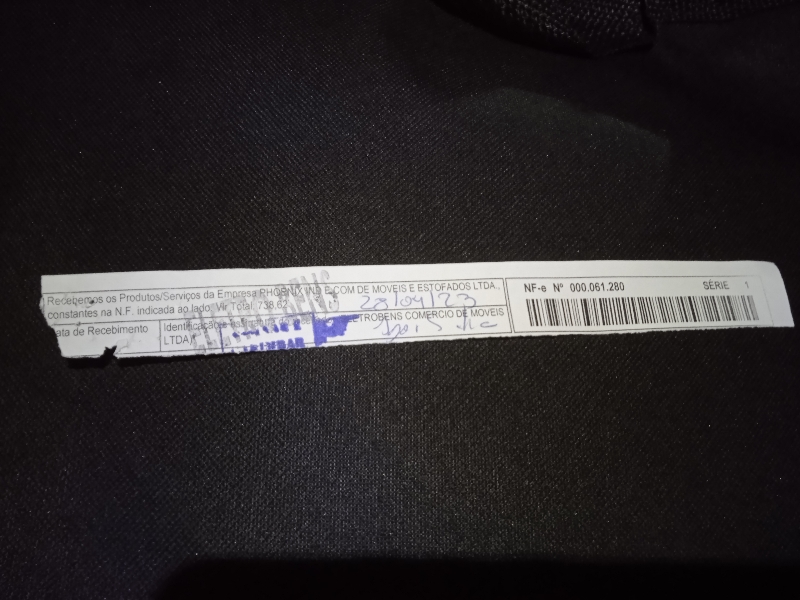 Recebemos os Produtos/Serviços da Empresa PHOENIX IND E COM DE MOVEIS E ESTOFADOS LTDA.,
constantes na N.F. indicada ao lado. Vlr Total: 738,62
28/04/23
ata de Recebimento
Identificação
ETROBENS COMERCIO DE MOVEIS
LTDA
NF-e Nº 000.061.280
SÉRIE 1